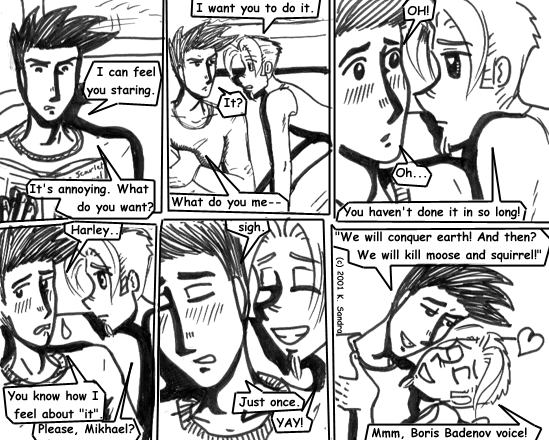 I can feel
you staring.
Scarlet
It's annoying. What
do you want?
I want you to do it.
It?
What do you me--
OH!
Oh...
You haven't done it in so long!
Harley..
You know how I
feel about "it".
Please, Mikhael?
sigh.
Just once.
YAY!
"We will conquer earth! And then?
We will kill moose and squirrel!"
(c) 2001 K. Sandra
Mmm, Boris Badenov voice!